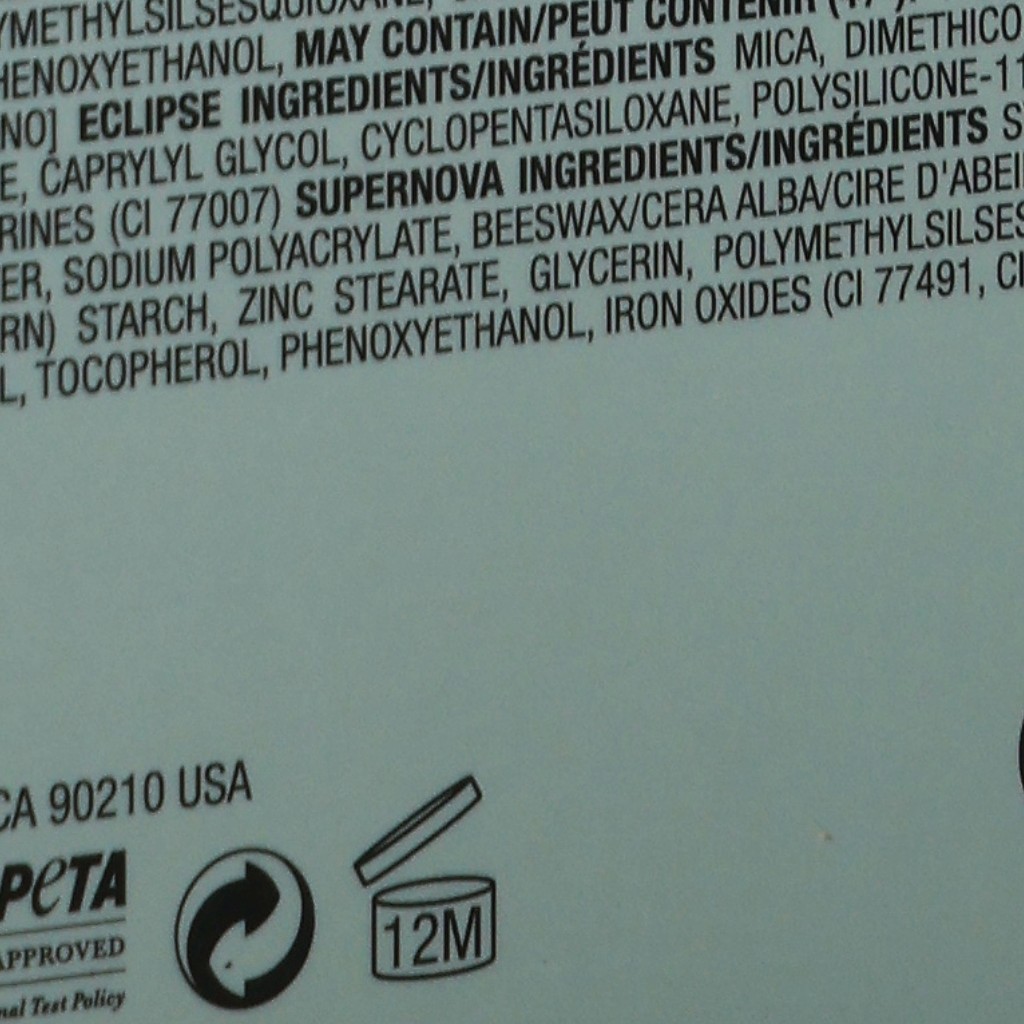 YMETHYLSILSESQUIOXANE,
HENOXYETHANOL, MAY CONTAIN/PEUT CONTENIR (+/-):
NO] ECLIPSE INGREDIENTS/INGRÉDIENTS MICA, DIMETHICO
E, CAPRYLYL GLYCOL, CYCLOPENTASILOXANE, POLYSILICONE-11
RINES (CI 77007) SUPERNOVA INGREDIENTS/INGRÉDIENTS S
ER, SODIUM POLYACRYLATE, BEESWAX/CERA ALBA/CIRE D'ABEI
RN) STARCH, ZINC STEARATE, GLYCERIN, POLYMETHYLSILSES
L, TOCOPHEROL, PHENOXYETHANOL, IRON OXIDES (CI 77491, CI
CA 90210 USA
PETA
APPROVED
nal Test Policy
12M